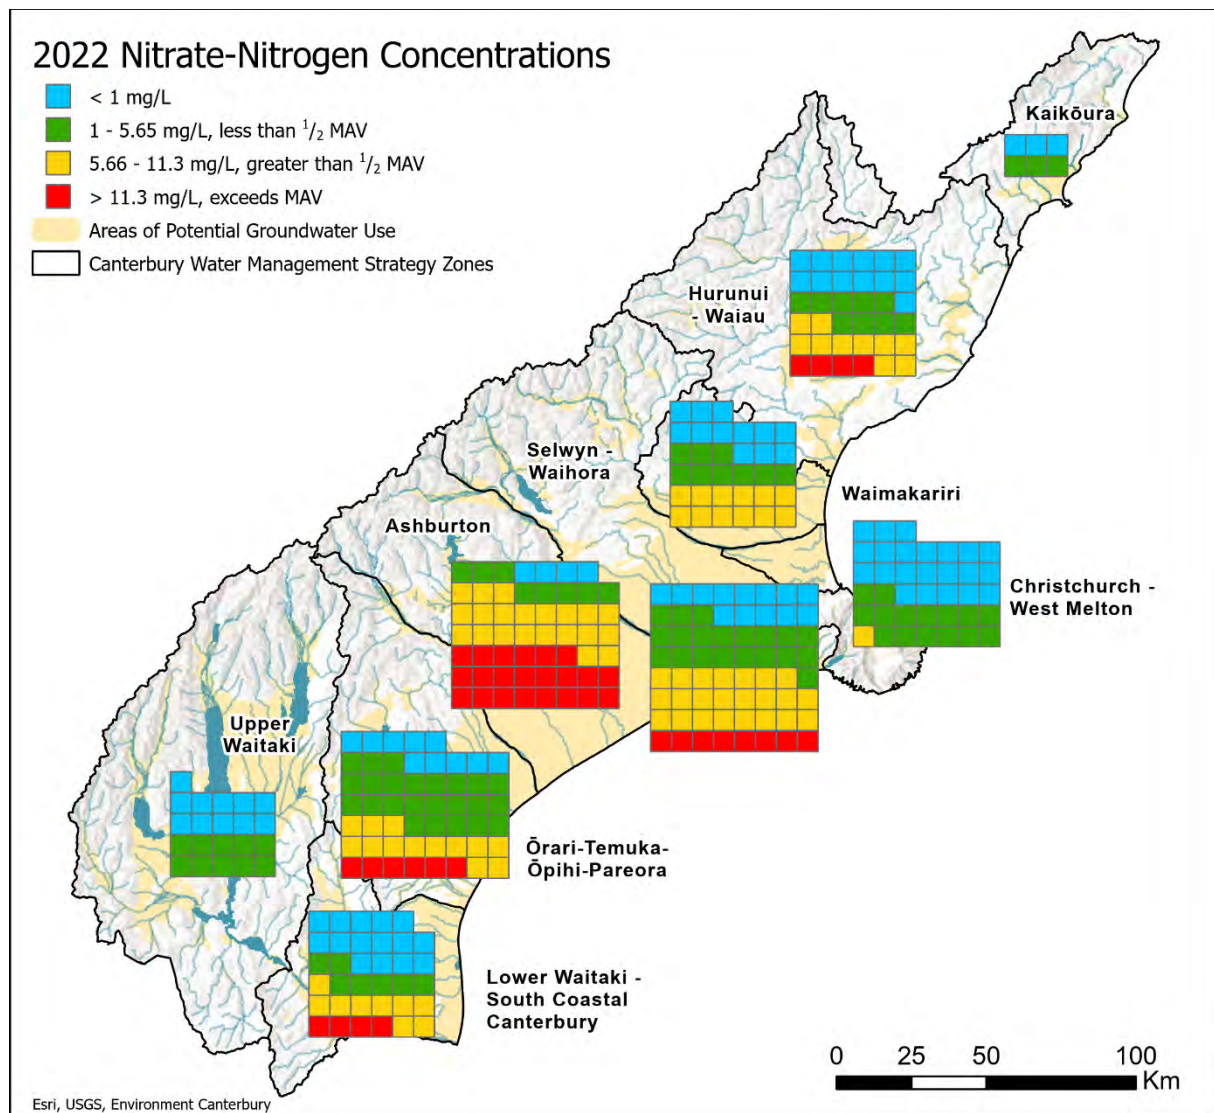 2022 Nitrate-Nitrogen Concentrations
< 1 mg/L
1 - 5.65 mg/L, less than 1/2 MAV
5.66 - 11.3 mg/L, greater than 1/2 MAV
> 11.3 mg/L, exceeds MAV
Areas of Potential Groundwater Use
Canterbury Water Management Strategy Zones
Kaikōura
Hurunui
- Waiau
Selwyn -
Waihora
Waimakariri
Ashburton
Christchurch -
West Melton
Upper
Waitaki
Ōrari-Temuka-
Ōpihi-Pareora
Lower Waitaki -
South Coastal
Canterbury
0 25 50 100
Km
Esri, USGS, Environment Canterbury